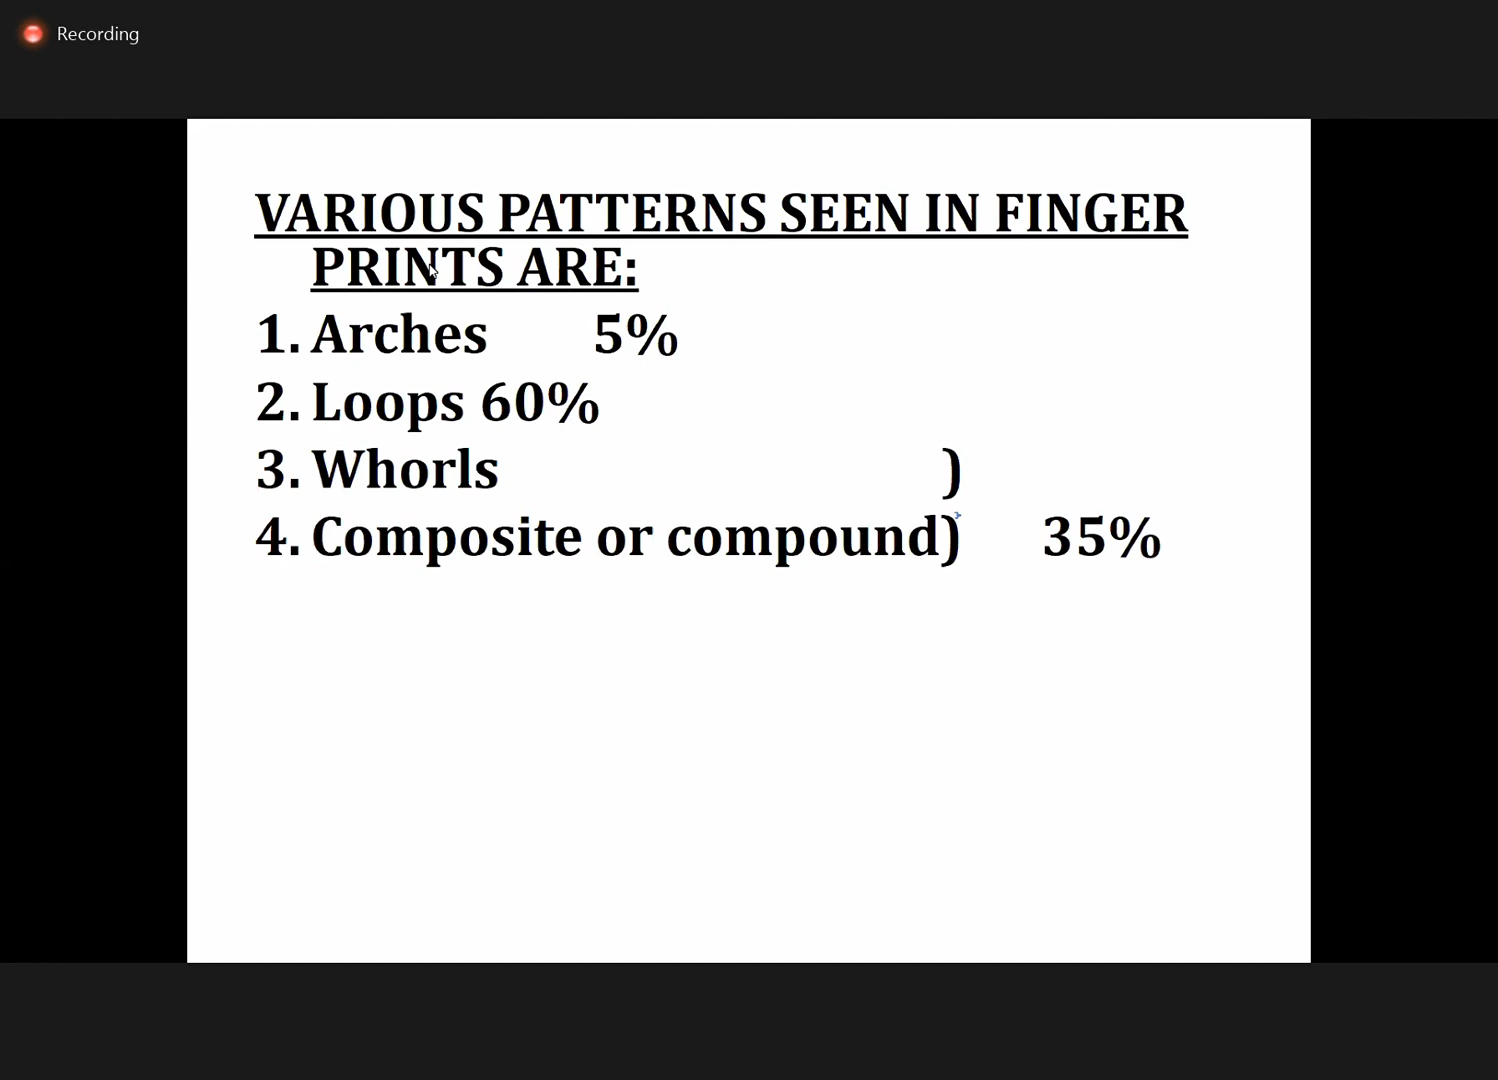 Recording
VARIOUS PATTERNS SEEN IN FINGER
PRINTS ARE:
1. Arches 5%
2. Loops 60%
3. Whorls )
4. Composite or compound) 35%